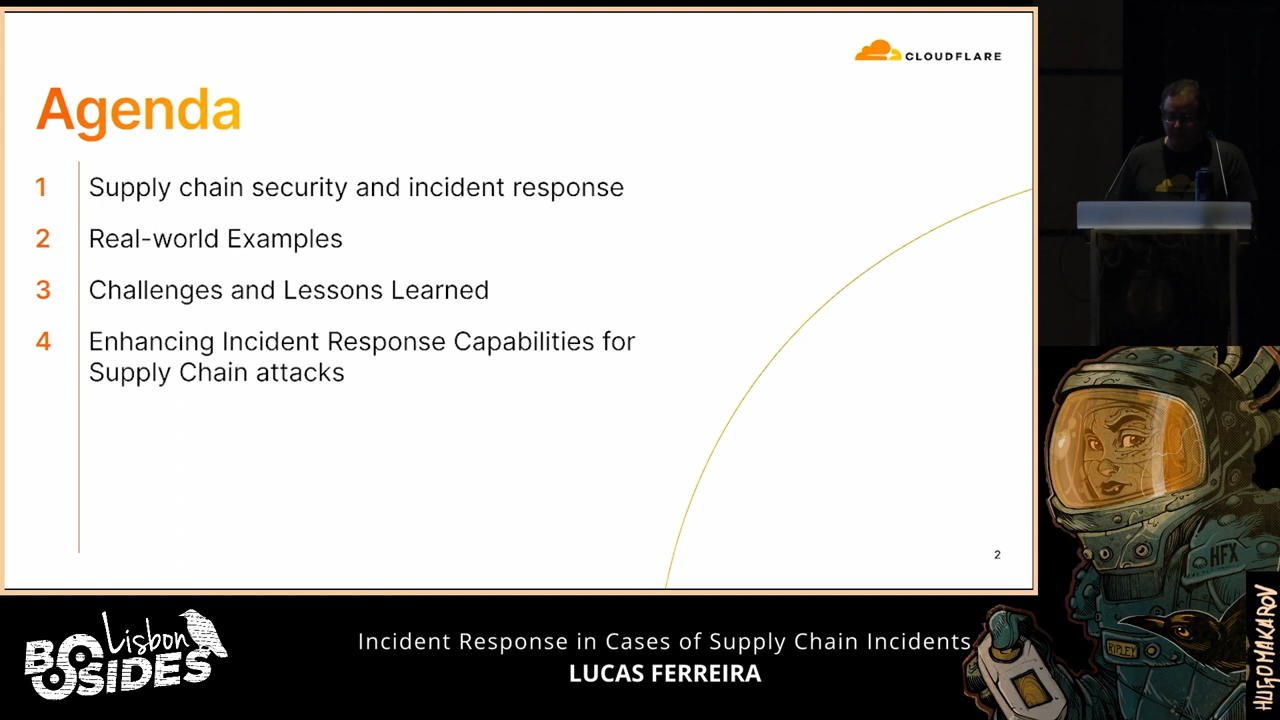 CLOUDFLARE
Agenda
1 Supply chain security and incident response
2 Real-world Examples
3 Challenges and Lessons Learned
4 Enhancing Incident Response Capabilities for
Supply Chain attacks
2
HFX
RIPLEY
HUGOMAKAROV
Lisbon
BSIDES
Incident Response in Cases of Supply Chain Incidents
LUCAS FERREIRA